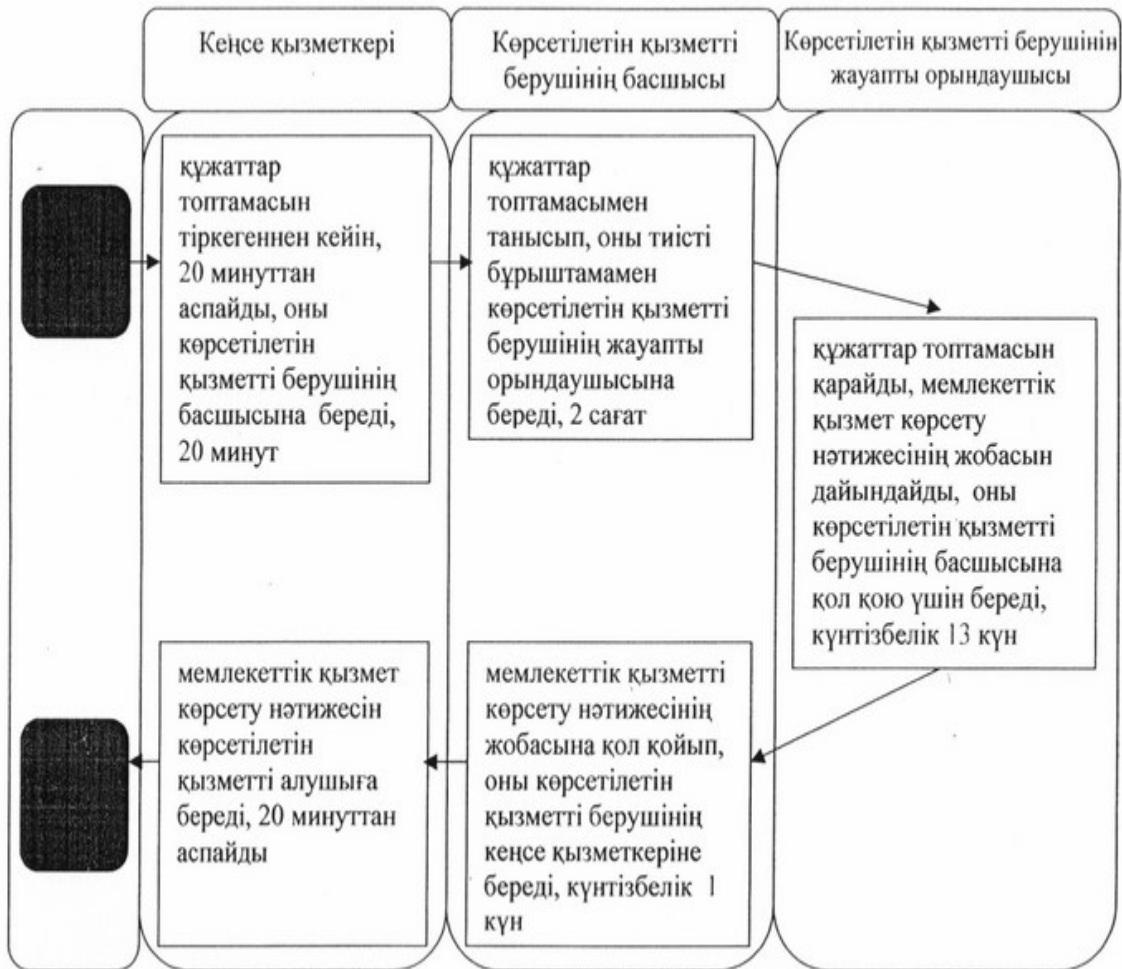 Кеңсе қызметкері
Көрсетілетін қызметті
берушінің басшысы
Көрсетілетін қызметті берушінің
жауапты орындаушысы
құжаттар
топтамасын
тіркегеннен кейін,
20 минуттан
аспайды, оны
көрсетілетін
қызметті берушінің
басшысына береді,
20 минут
құжаттар
топтамасымен
танысып, оны тиісті
бұрыштамамен
көрсетілетін қызметті
берушінің жауапты
орындаушысына
береді, 2 сағат
құжаттар топтамасын
қарайды, мемлекеттік
қызмет көрсету
нәтижесінің жобасын
дайындайды, оны
көрсетілетін қызметті
берушінің басшысына
қол қою үшін береді,
күнтізбелік 13 күн
мемлекеттік қызметті
көрсету нәтижесінің
жобасына қол қойып,
оны көрсетілетін
қызметті берушінің
кеңсе қызметкеріне
береді, күнтізбелік 1
күн
мемлекеттік қызмет
көрсету нәтижесін
көрсетілетін
қызметті алушыға
береді, 20 минуттан
аспайды